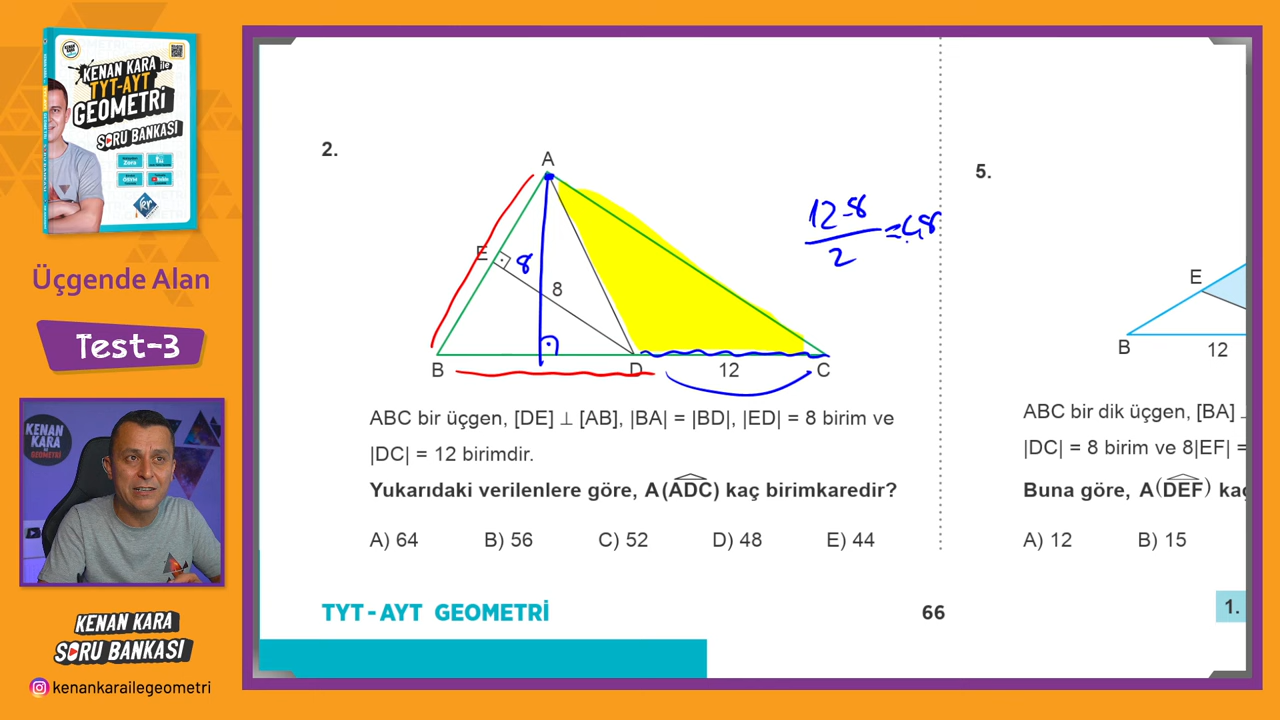 KENAN KARA ile
TYT-AYT
GEOMETRİ
SORU BANKASI
Üçgende Alan
Test-3
KENAN
KARA
GEOMETRİ
KENAN KARA
SORU BANKASI
kenankarailegeometri
2.
A
E
8
8
B
D
12
C
12·8
2
=48
ABC bir üçgen, [DE] ⊥ [AB], |BA| = |BD|, |ED| = 8 birim ve
|DC| = 12 birimdir.
Yukarıdaki verilenlere göre, A(ADC) kaç birimkaredir?
A) 64 B) 56 C) 52 D) 48 E) 44
TYT - AYT GEOMETRİ
66
5.
E
B
12
ABC bir dik üçgen, [BA] ⊥
|DC| = 8 birim ve 8|EF| =
Buna göre, A(DEF) kaç
A) 12 B) 15
1.